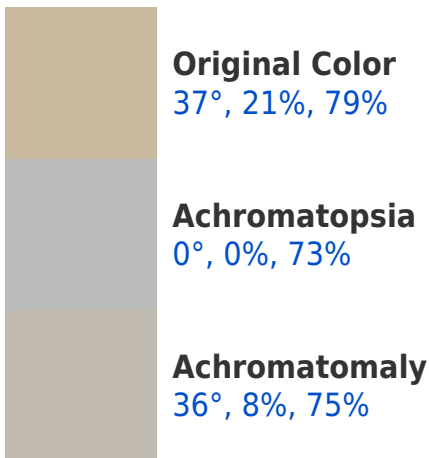 Original Color
37°, 21%, 79%
Achromatopsia
0°, 0%, 73%
Achromatomaly
36°, 8%, 75%